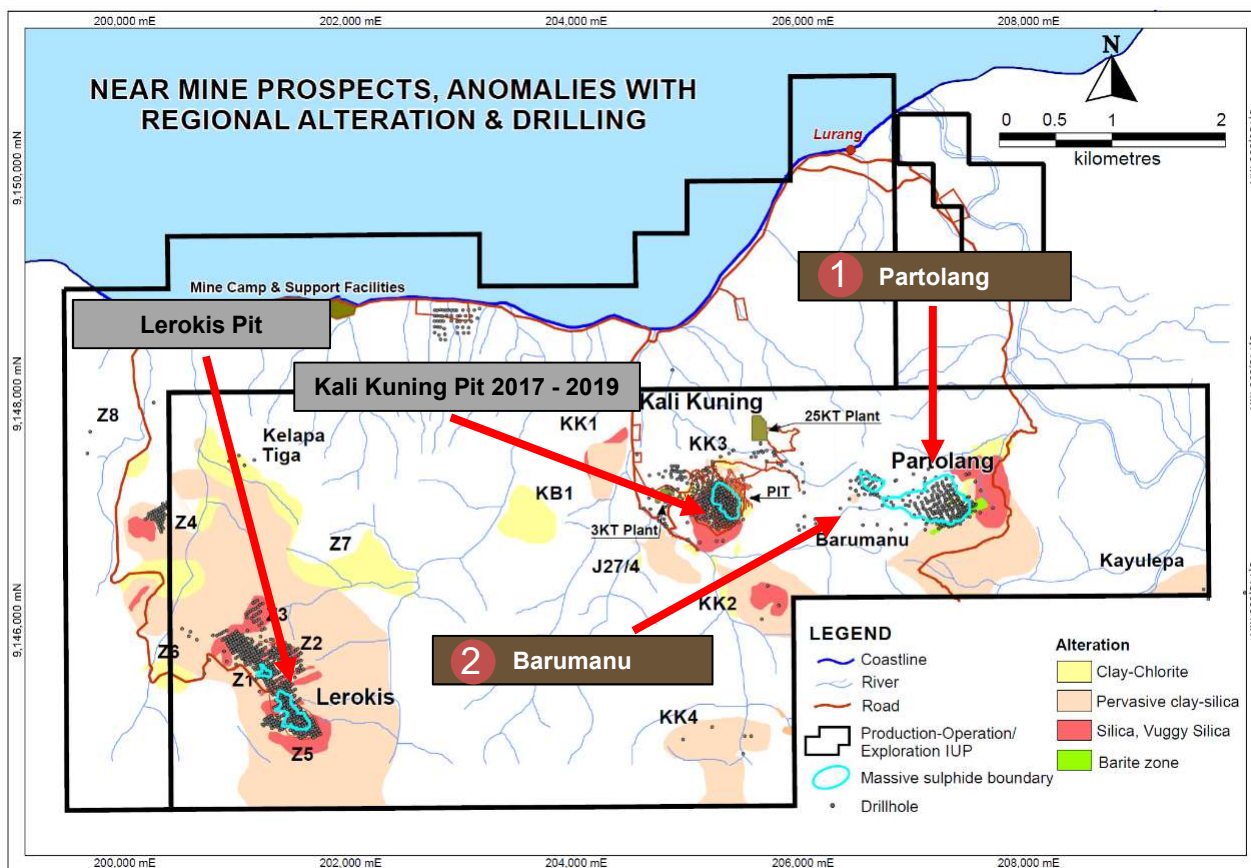 200,000 mE
202,000 mE
204,000 mE
206,000 mE
208,000 mE
NEAR MINE PROSPECTS, ANOMALIES WITH
REGIONAL ALTERATION & DRILLING
N
0 0.5 1 2
kilometres
Lurang
9,150,000 mN
1 Partolang
Mine Camp & Support Facilities
Lerokis Pit
Kali Kuning Pit 2017 - 2019
9,148,000 mN
Z8
Kelapa
Tiga
KK1
Kali Kuning
25KT Plant
KK3
Partolang
KB1
PIT
Z4
3KT Plant
Barumanu
Z7
J27/4
Kayulepa
KK2
9,146,000 mN
Z3
Z2
Z6
Z1
Lerokis
Z5
2 Barumanu
KK4
LEGEND
Coastline
River
Road
Production-Operation/
Exploration IUP
Massive sulphide boundary
Drillhole
Alteration
Clay-Chlorite
Pervasive clay-silica
Silica, Vuggy Silica
Barite zone
200,000 mE
202,000 mE
204,000 mE
206,000 mE
208,000 mE